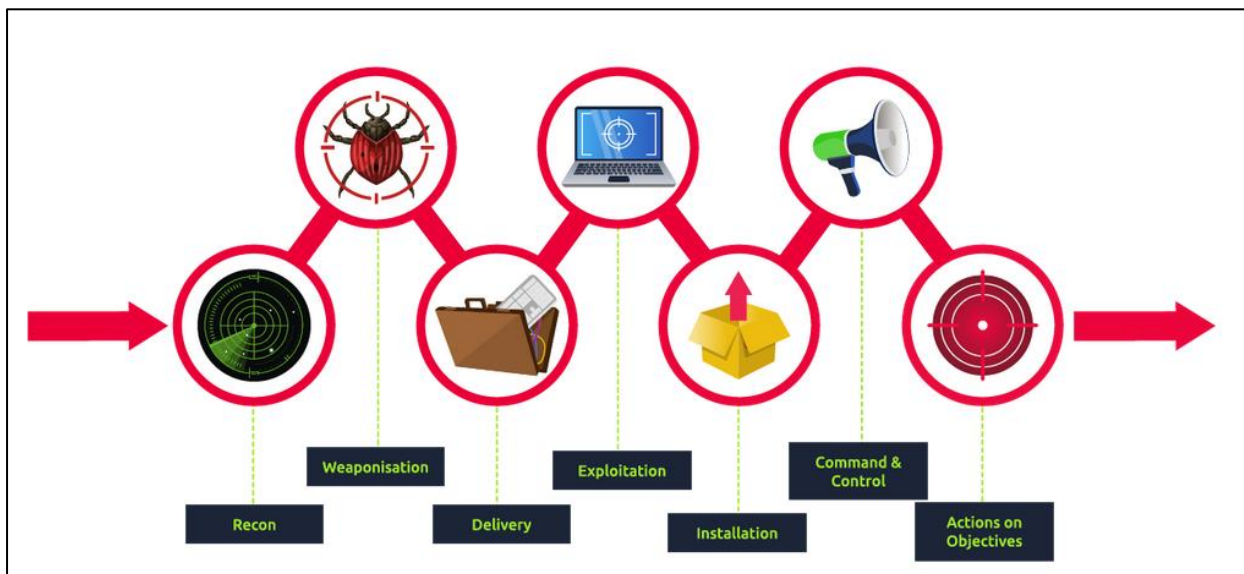 Recon
Weaponisation
Delivery
Exploitation
Installation
Command &
Control
Actions on
Objectives